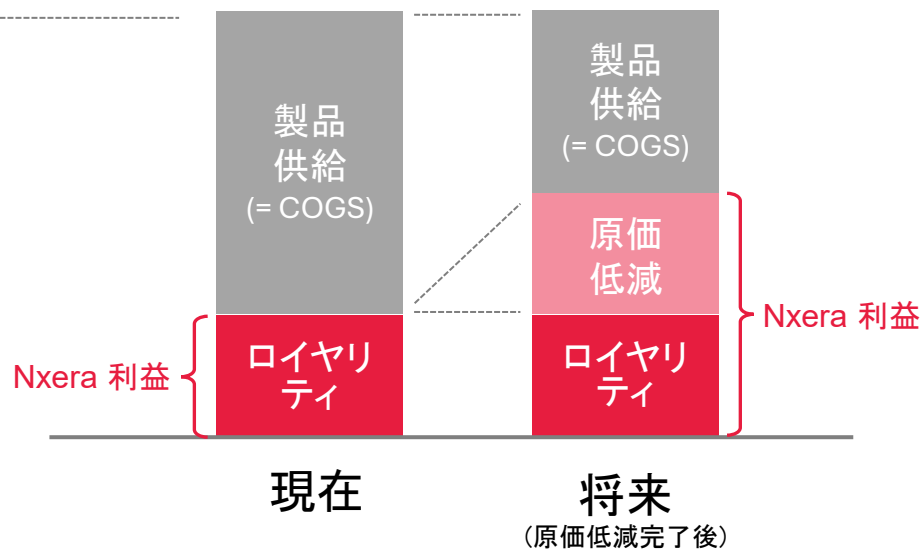 製品
供給
(= COGS)
ロイヤリ
ティ
Nxera 利益
現在
製品
供給
(= COGS)
原価
低減
ロイヤリ
ティ
Nxera 利益
将来
(原価低減完了後)